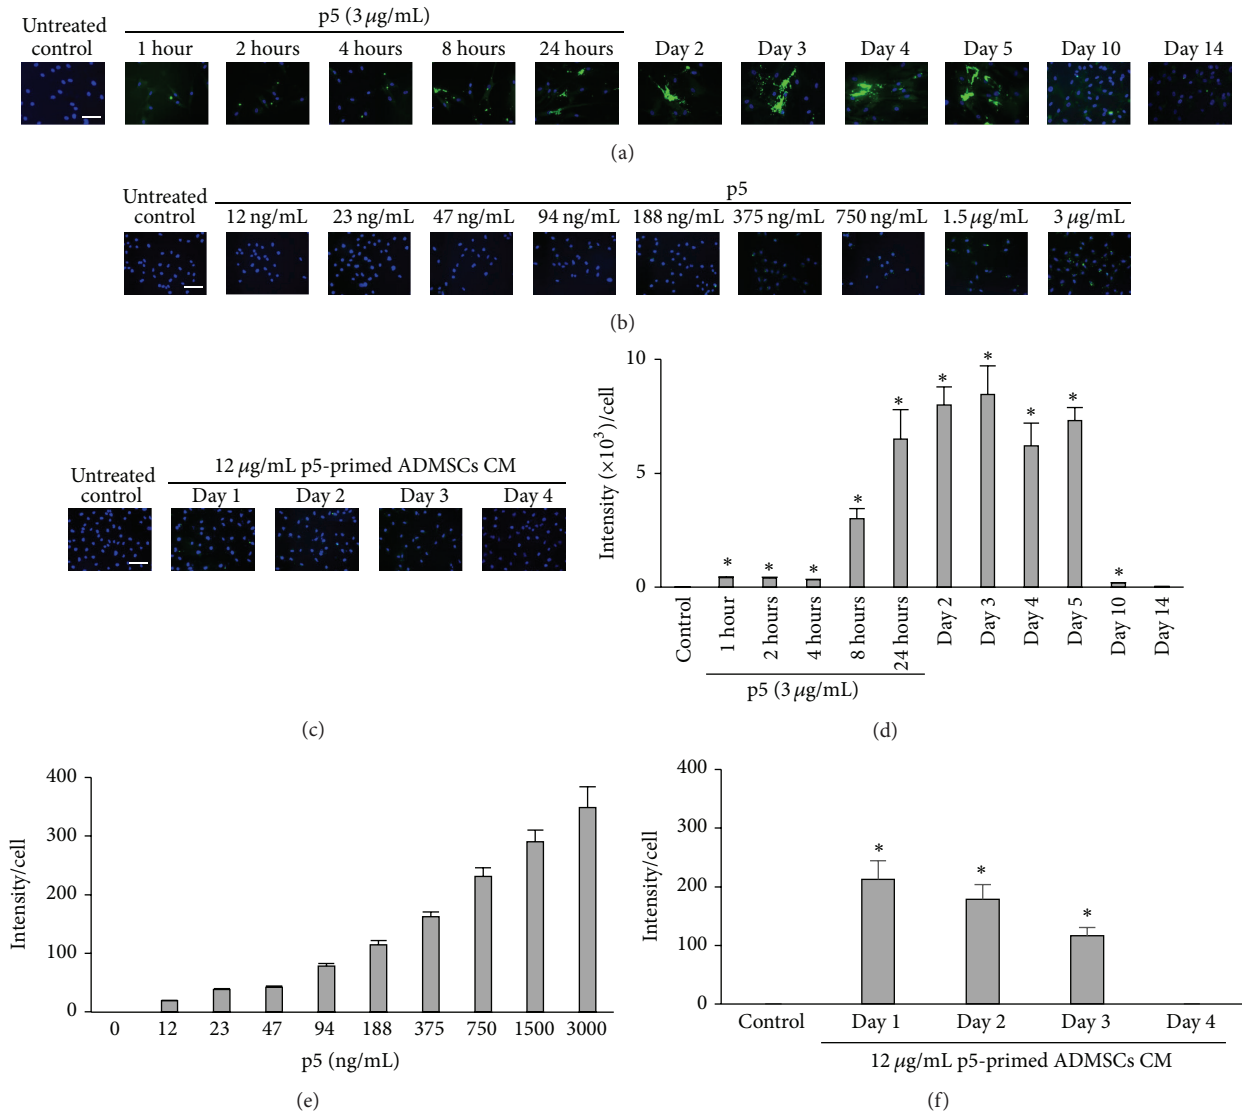 p5 (3 μg/mL)
Untreated control
1 hour 2 hours 4 hours 8 hours 24 hours Day 2 Day 3 Day 4 Day 5 Day 10 Day 14
(a)
p5
Untreated control
12 ng/mL 23 ng/mL 47 ng/mL 94 ng/mL 188 ng/mL 375 ng/mL 750 ng/mL 1.5 μg/mL 3 μg/mL
(b)
12 μg/mL p5-primed ADMSCs CM
Untreated control
Day 1 Day 2 Day 3 Day 4
(c)
Intensity (×10³)/cell
10
5
0
* * * * * * * * * *
Control 1 hour 2 hours 4 hours 8 hours 24 hours Day 2 Day 3 Day 4 Day 5 Day 10 Day 14
p5 (3 μg/mL)
(d)
Intensity/cell
400
300
200
100
0
0 12 23 47 94 188 375 750 1500 3000
p5 (ng/mL)
(e)
Intensity/cell
400
300
200
100
0
* * *
Control Day 1 Day 2 Day 3 Day 4
12 μg/mL p5-primed ADMSCs CM
(f)